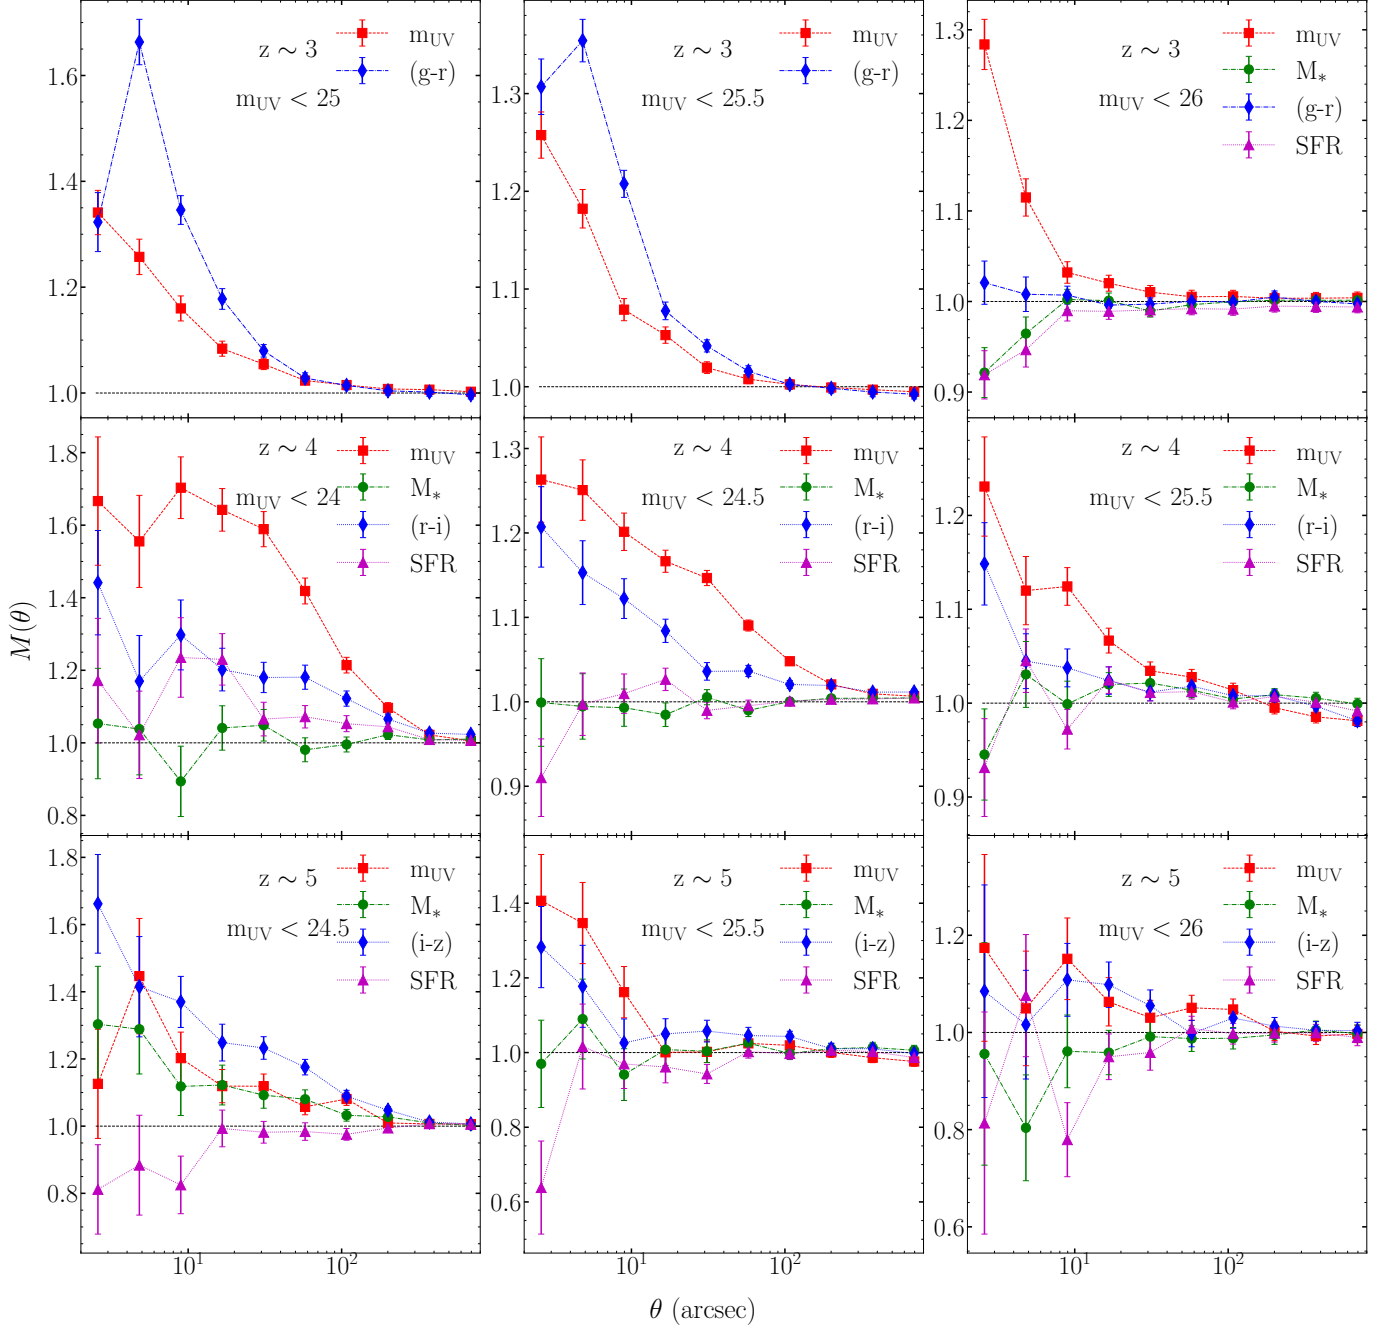 z ∼ 3
m_UV < 25
m_UV
(g-r)
1.6
1.4
1.2
1.0
z ∼ 3
m_UV < 25.5
m_UV
(g-r)
1.3
1.2
1.1
1.0
z ∼ 3
m_UV < 26
m_UV
M_*
(g-r)
SFR
1.3
1.2
1.1
1.0
0.9
M(θ)
z ∼ 4
m_UV < 24
m_UV
M_*
(r-i)
SFR
1.8
1.6
1.4
1.2
1.0
0.8
z ∼ 4
m_UV < 24.5
m_UV
M_*
(r-i)
SFR
1.3
1.2
1.1
1.0
0.9
z ∼ 4
m_UV < 25.5
m_UV
M_*
(r-i)
SFR
1.2
1.1
1.0
0.9
z ∼ 5
m_UV < 24.5
m_UV
M_*
(i-z)
SFR
1.8
1.6
1.4
1.2
1.0
0.8
10^1 10^2
z ∼ 5
m_UV < 25.5
m_UV
M_*
(i-z)
SFR
1.4
1.2
1.0
0.8
0.6
10^1 10^2
z ∼ 5
m_UV < 26
m_UV
M_*
(i-z)
SFR
1.2
1.0
0.8
0.6
10^1 10^2
θ (arcsec)